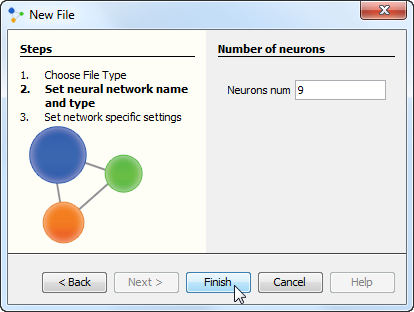 New File
Steps
1. Choose File Type
2. Set neural network name
and type
3. Set network specific settings
Number of neurons
Neurons num 9
< Back Next > Finish Cancel Help